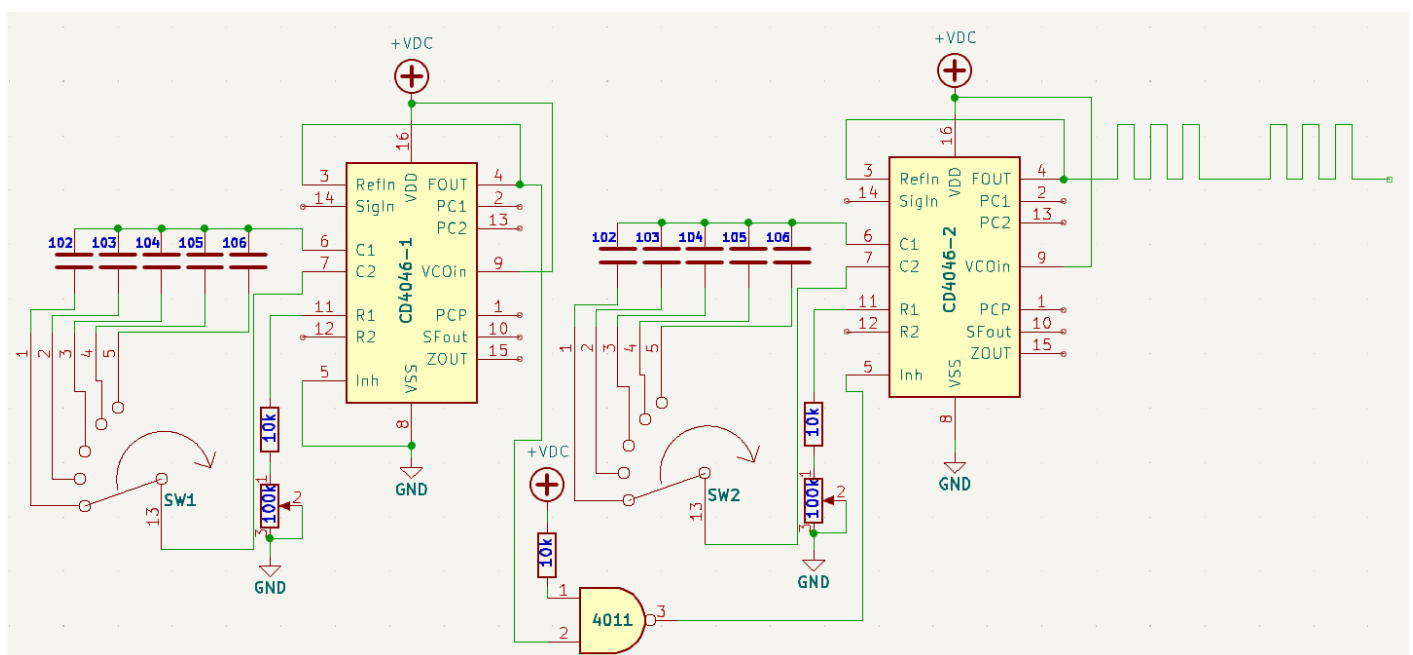 +VDC
16
3 RefIn VDD FOUT 4
14 SigIn PC1 2
PC2 13
102 103 104 105 106
6 C1
7 C2 VCOin 9
CD4046-1
11 R1 PCP 1
12 R2 SFout 10
ZOUT 15
5 Inh VSS
8
GND
1 2 3 4 5
SW1
13
10k
1
100k 2
3
GND
+VDC
10k
1
2
4011
3
+VDC
16
3 RefIn VDD FOUT 4
14 SigIn PC1 2
PC2 13
102 103 104 105 106
6 C1
7 C2 VCOin 9
CD4046-2
11 R1 PCP 1
12 R2 SFout 10
ZOUT 15
5 Inh VSS
8
GND
1 2 3 4 5
SW2
13
10k
1
100k 2
3
GND